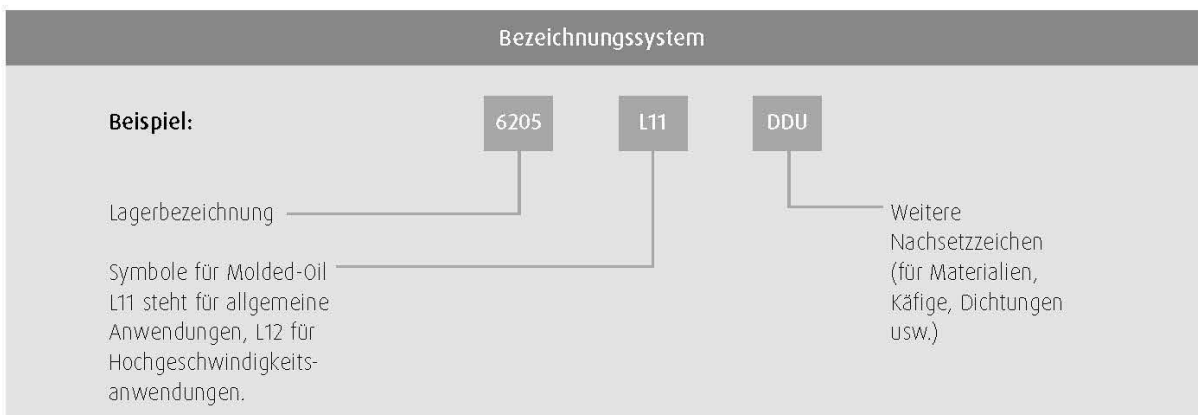 Bezeichnungssystem
Beispiel:
6205 L11 DDU
Lagerbezeichnung
Symbole für Molded-Oil
L11 steht für allgemeine
Anwendungen, L12 für
Hochgeschwindigkeits-
anwendungen.
Weitere
Nachsetzzeichen
(für Materialien,
Käfige, Dichtungen
usw.)